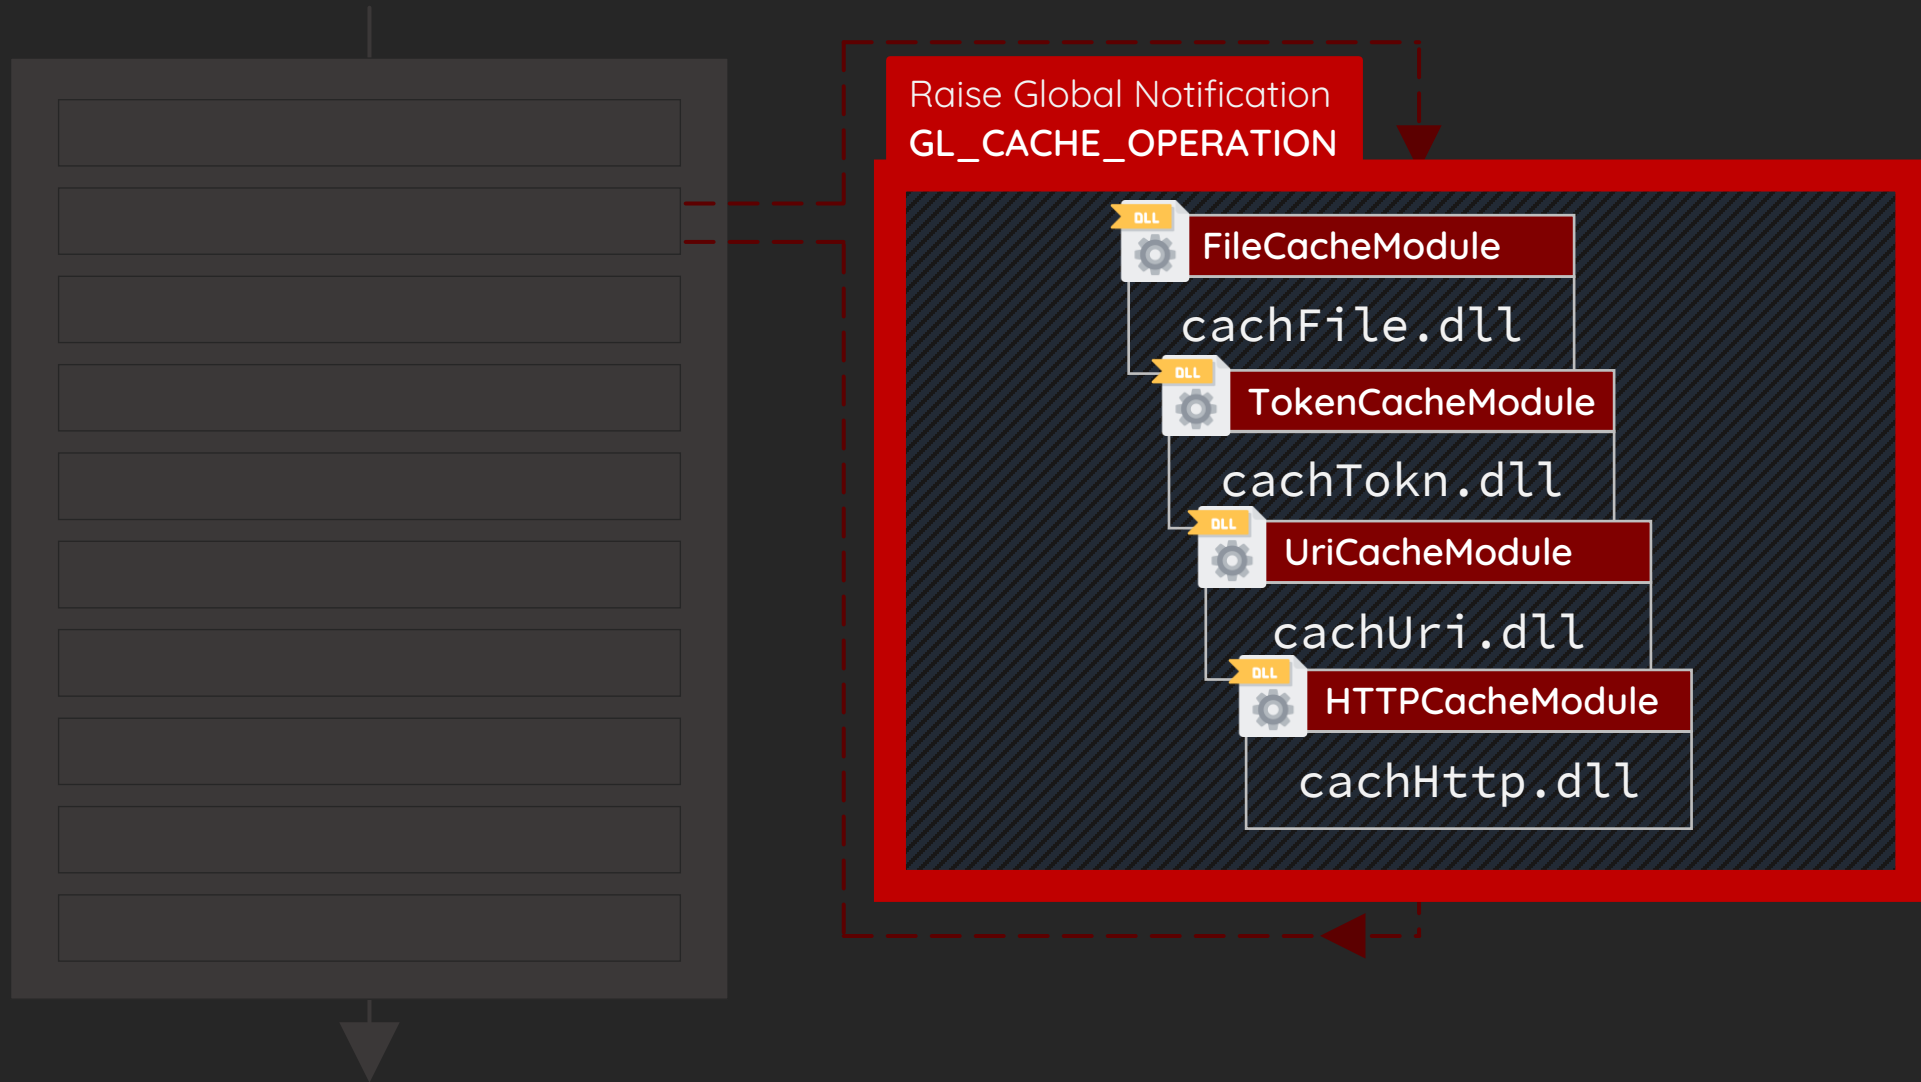 Raise Global Notification
GL_CACHE_OPERATION
DLL
FileCacheModule
cachFile.dll
DLL
TokenCacheModule
cachTokn.dll
DLL
UriCacheModule
cachUri.dll
DLL
HTTPCacheModule
cachHttp.dll